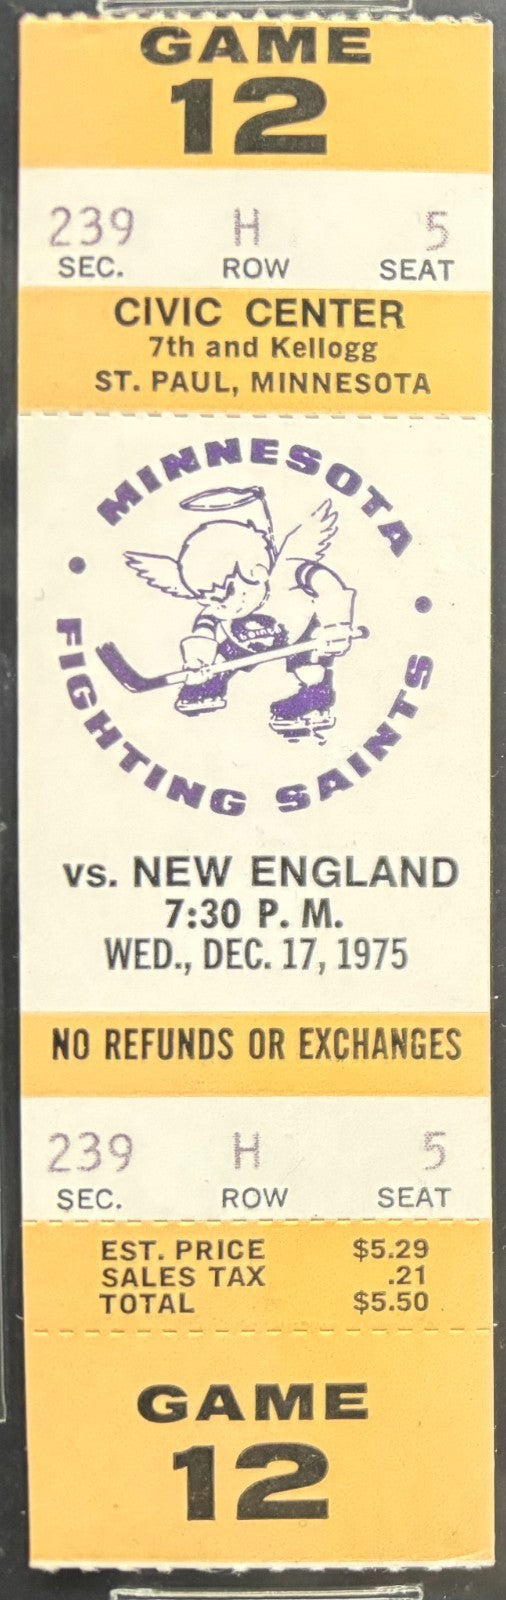 GAME
12
239 H 5
SEC. ROW SEAT
CIVIC CENTER
7th and Kellogg
ST. PAUL, MINNESOTA
MINNESOTA
• FIGHTING SAINTS •
SAINTS
vs. NEW ENGLAND
7:30 P. M.
WED., DEC. 17, 1975
NO REFUNDS OR EXCHANGES
239 H 5
SEC. ROW SEAT
EST. PRICE $5.29
SALES TAX .21
TOTAL $5.50
GAME
12